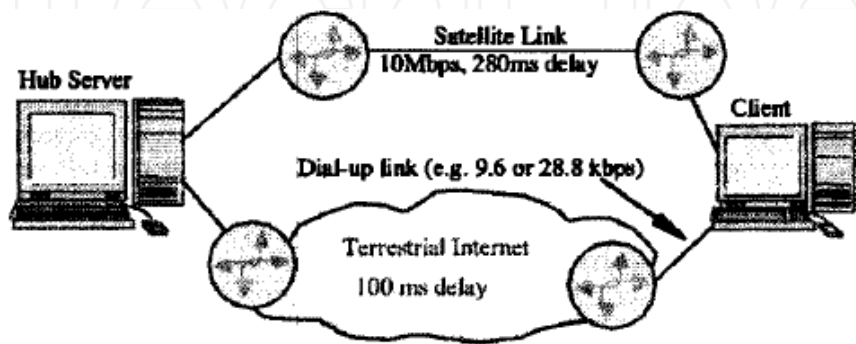 Satellite Link
10Mbps, 280ms delay
Hub Server
Client
Dial-up link (e.g. 9.6 or 28.8 kbps)
Terrestrial Internet
100 ms delay